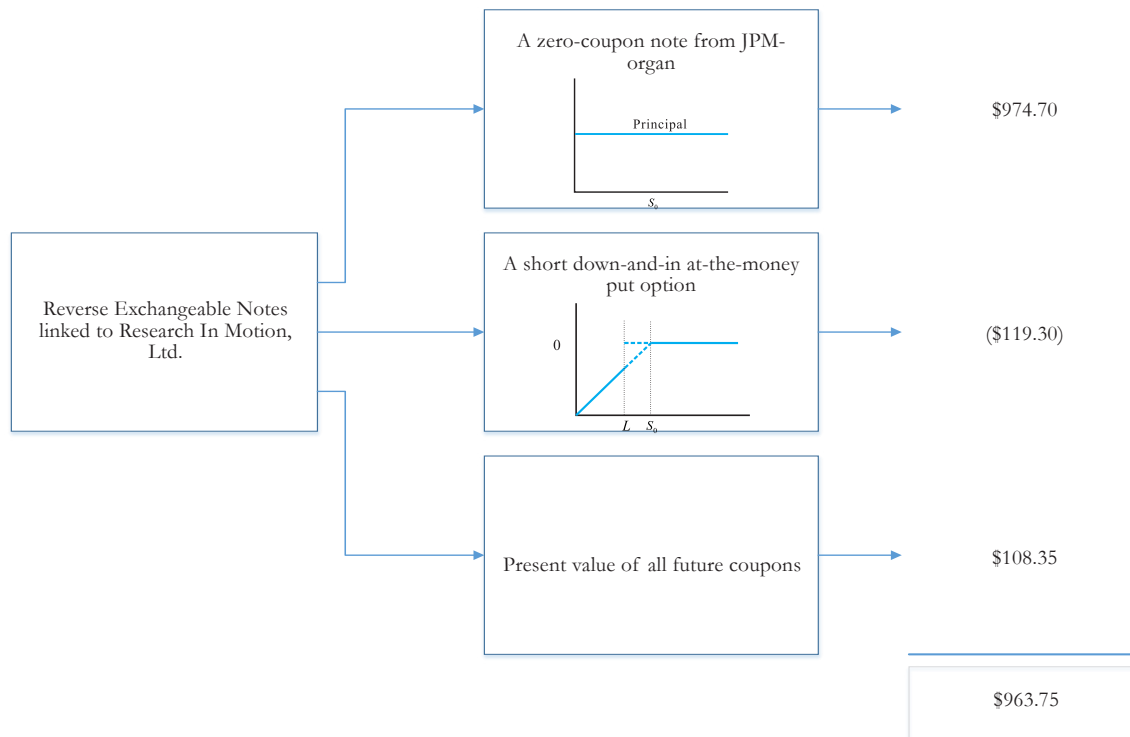 A zero-coupon note from JPM-
organ
Principal
S₀
$974.70
Reverse Exchangeable Notes
linked to Research In Motion,
Ltd.
A short down-and-in at-the-money
put option
0
L S₀
($119.30)
Present value of all future coupons
$108.35
$963.75